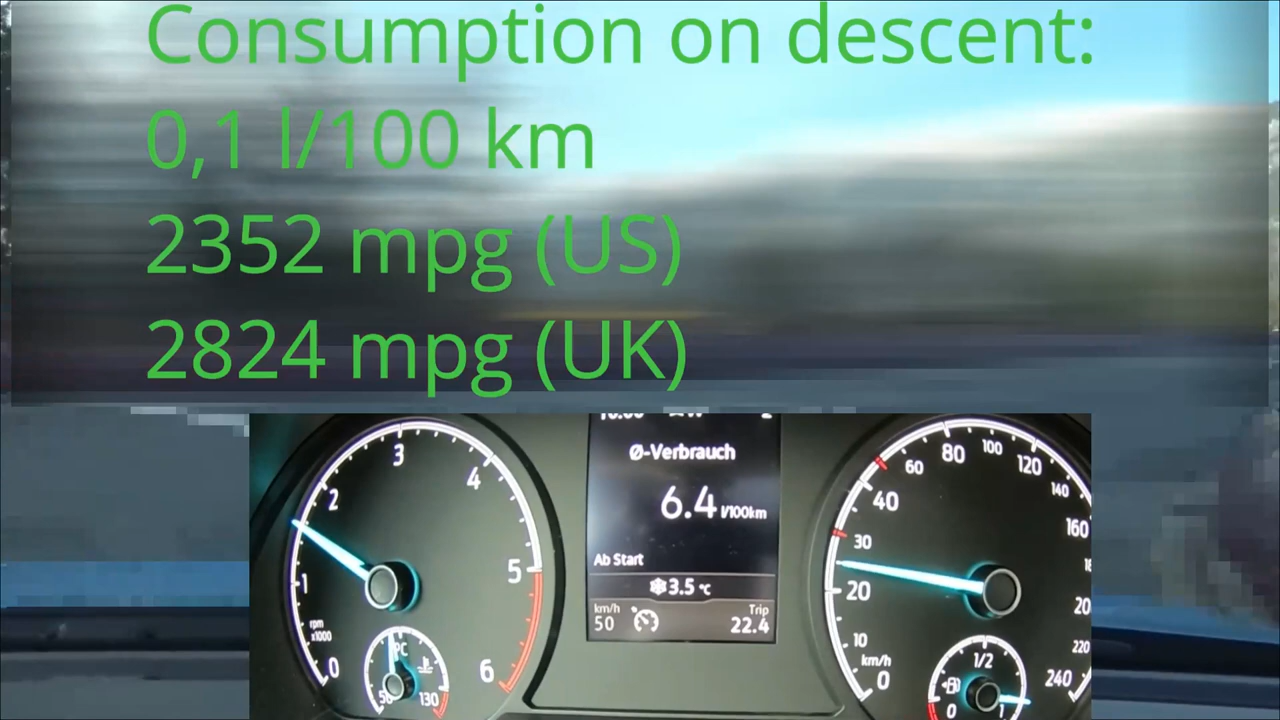 Consumption on descent:
0,1 l/100 km
2352 mpg (US)
2824 mpg (UK)
Ø-Verbrauch
6.4 l/100km
Ab Start
3.5 °C
km/h
50
Trip
22.4
0
1
2
3
4
5
6
rpm
x1000
50
130
0
10
20
30
40
60
80
100
120
140
160
220
240
km/h
0
1/2
1